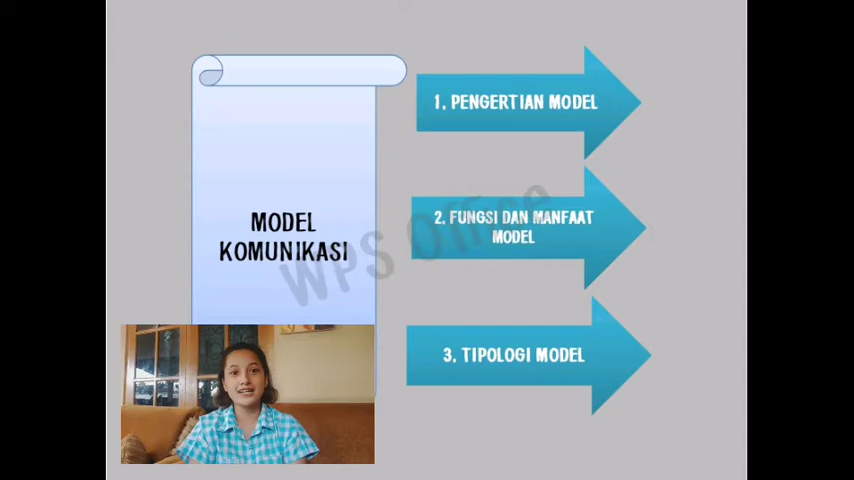 MODEL
KOMUNIKASI
1. PENGERTIAN MODEL
2. FUNGSI DAN MANFAAT
MODEL
3. TIPOLOGI MODEL
WPS Office